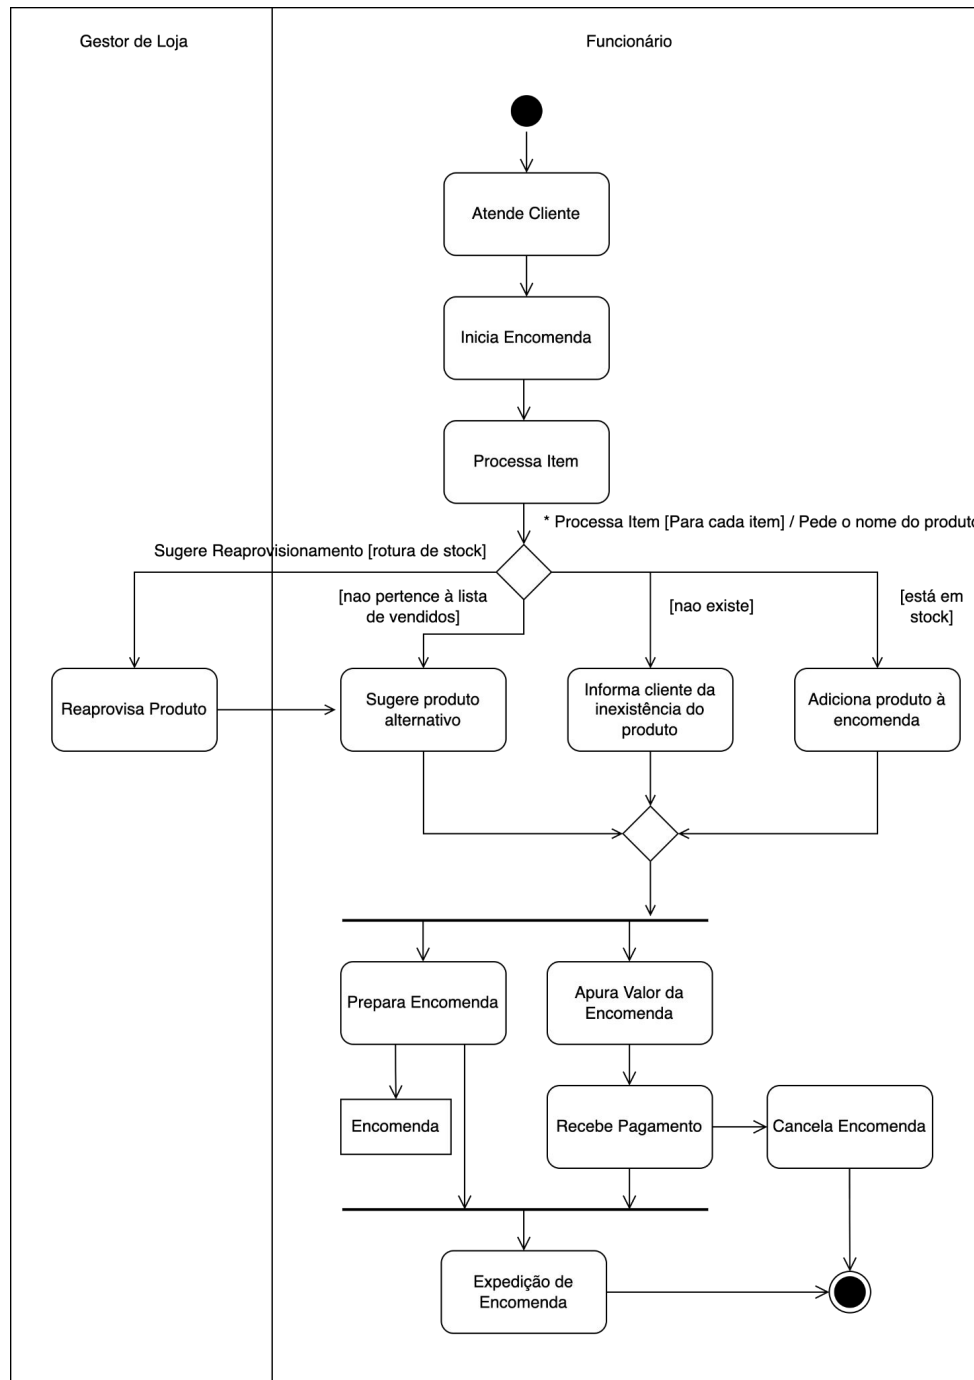 Gestor de Loja
Funcionário
Atende Cliente
Inicia Encomenda
Processa Item
* Processa Item [Para cada item] / Pede o nome do produto
Sugere Reaprovisionamento [rotura de stock]
[nao pertence à lista
de vendidos]
[nao existe]
[está em
stock]
Reaprovisa Produto
Sugere produto
alternativo
Informa cliente da
inexistência do
produto
Adiciona produto à
encomenda
Prepara Encomenda
Apura Valor da
Encomenda
Encomenda
Recebe Pagamento
Cancela Encomenda
Expedição de
Encomenda